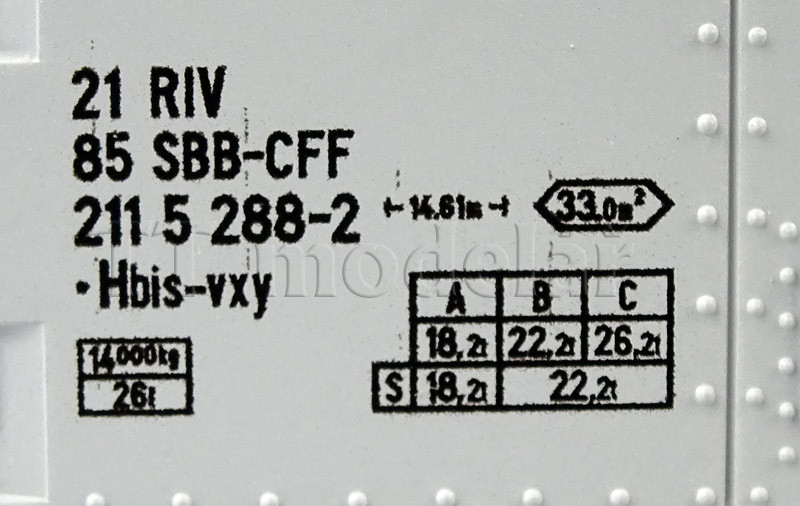 21 RIV
85 SBB-CFF
211 5 288-2
14.61m
33.0m²
·Hbis-vxy
A B C
18,2t 22,2t 26,2t
S 18,2t 22,2t
14000kg
26t
modelář